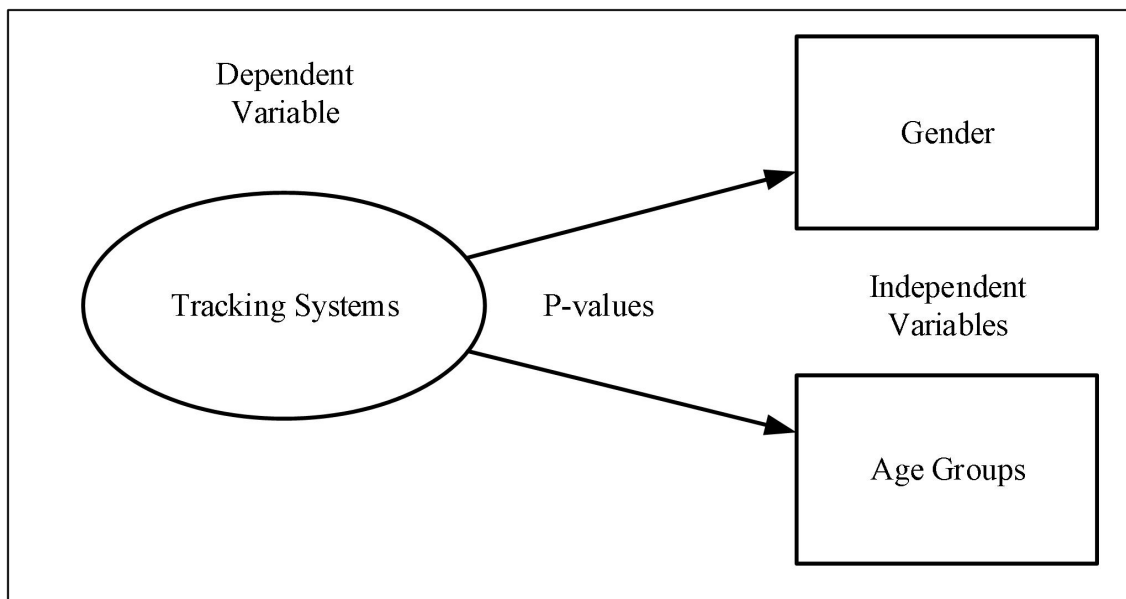 Dependent
Variable
Gender
Tracking Systems
P-values
Independent
Variables
Age Groups